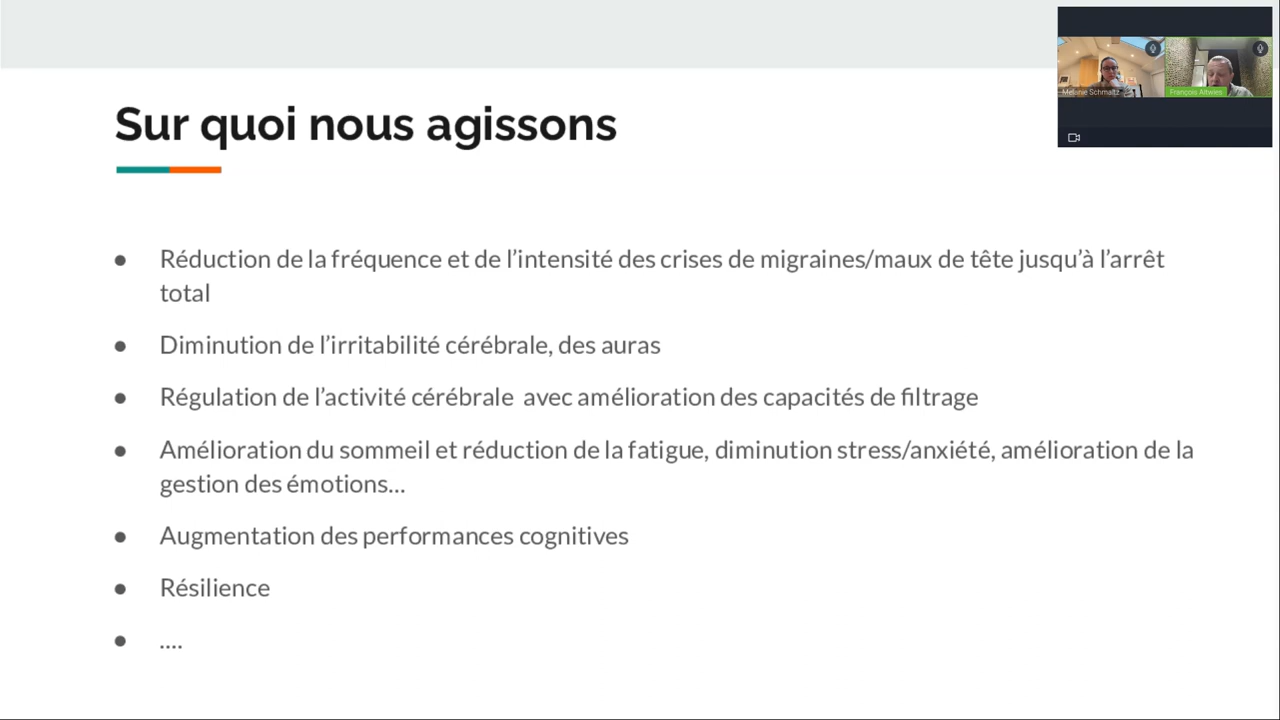 Sur quoi nous agissons
Melanie Schmaltz
François Altwies
● Réduction de la fréquence et de l’intensité des crises de migraines/maux de tête jusqu’à l’arrêt
total
● Diminution de l’irritabilité cérébrale, des auras
● Régulation de l’activité cérébrale avec amélioration des capacités de filtrage
● Amélioration du sommeil et réduction de la fatigue, diminution stress/anxiété, amélioration de la
gestion des émotions...
● Augmentation des performances cognitives
● Résilience
● ....